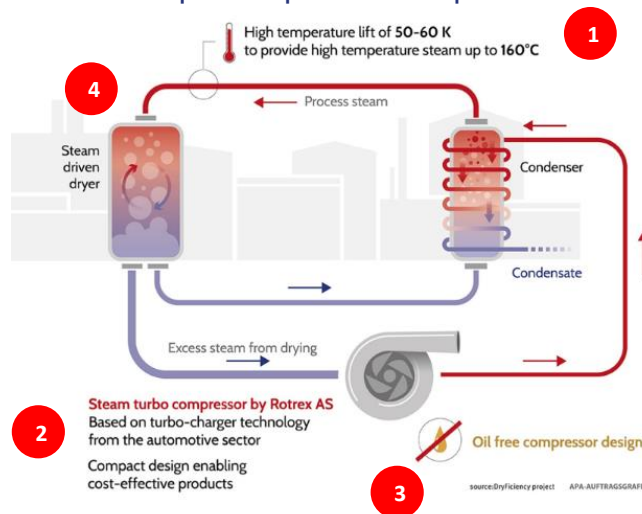 High temperature lift of 50-60 K
to provide high temperature steam up to 160°C
1
4
Process steam
Steam
driven
dryer
Condenser
Condensate
Excess steam from drying
Steam turbo compressor by Rotrex AS
Based on turbo-charger technology
from the automotive sector
2
Compact design enabling
cost-effective products
Oil free compressor design
3
source:DryFiciency project APA-AUFTRAGSGRAFI